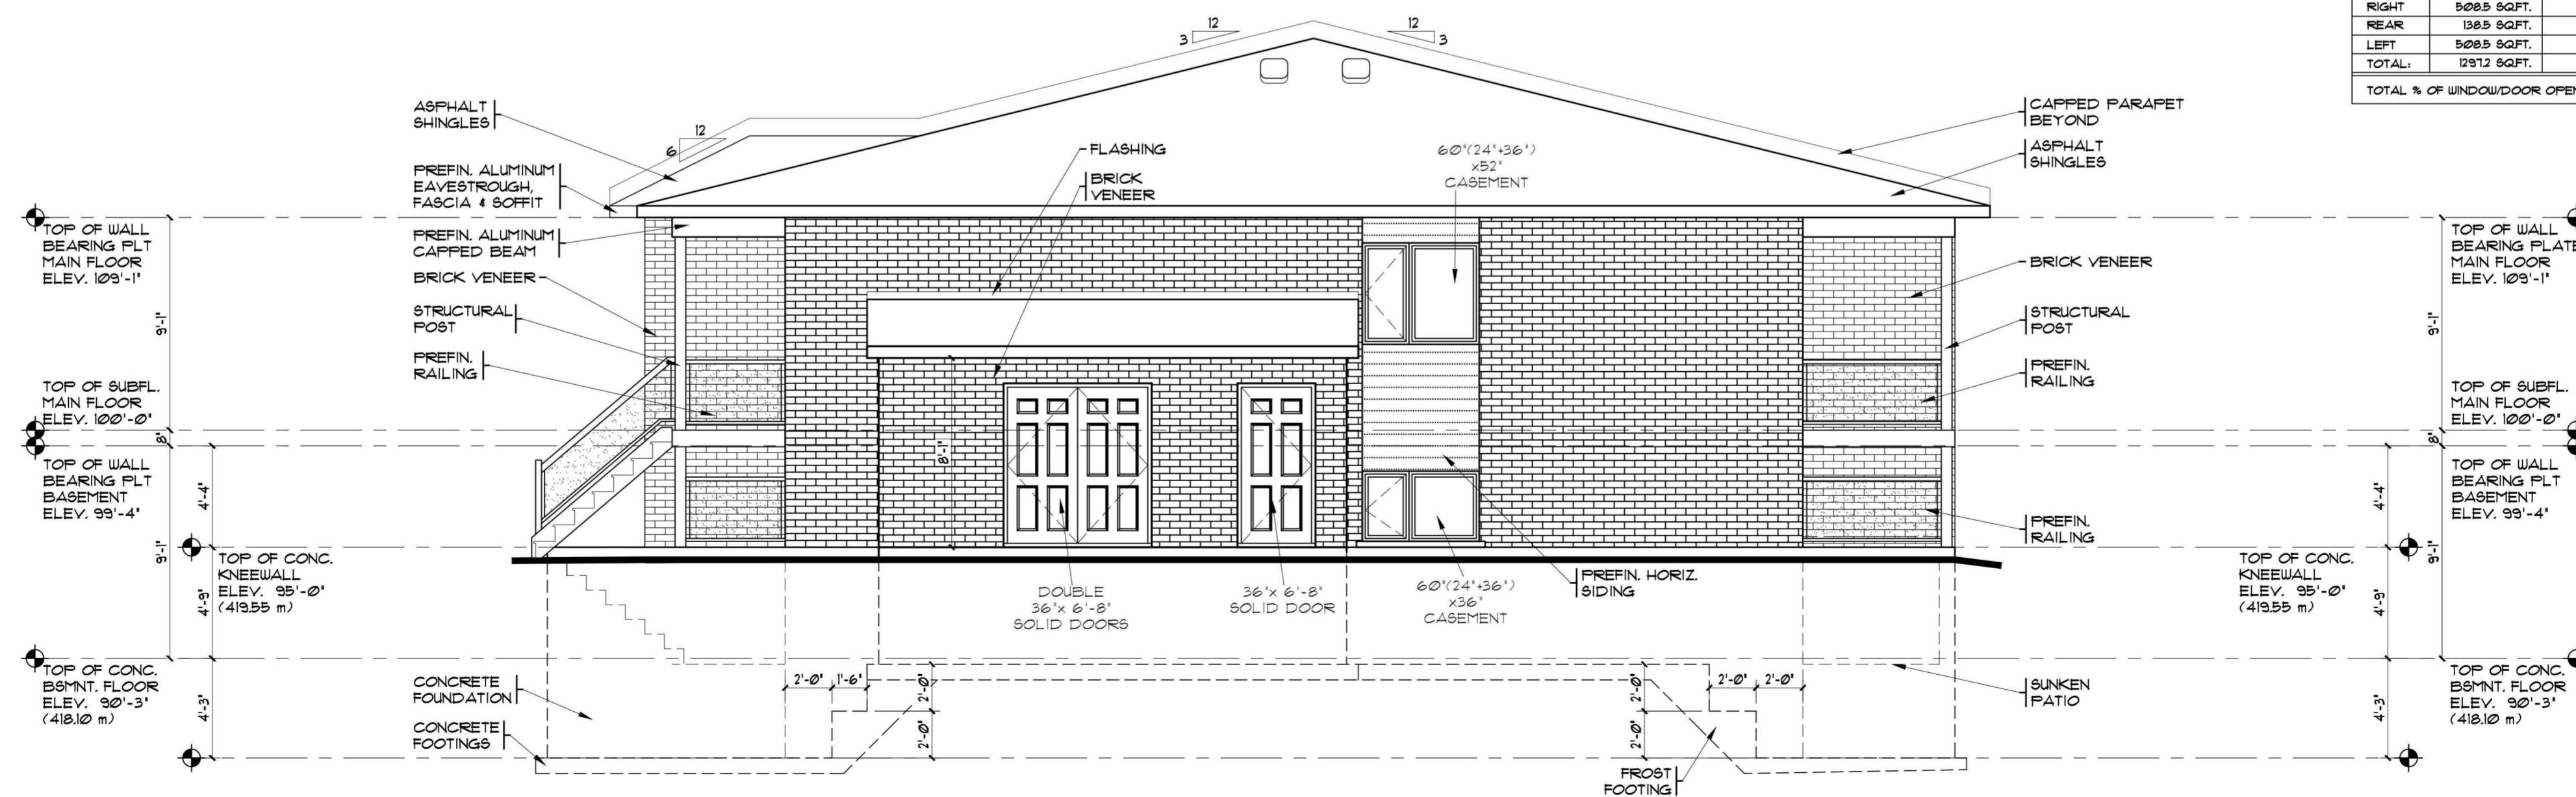 RIGHT 508.5 SQ.FT.
REAR 138.5 SQ.FT.
LEFT 508.5 SQ.FT.
TOTAL: 1297.2 SQ.FT.
TOTAL % OF WINDOW/DOOR OPEN
12
3
12
3
12
6
ASPHALT
SHINGLES
PREFIN. ALUMINUM
EAVESTROUGH,
FASCIA & SOFFIT
PREFIN. ALUMINUM
CAPPED BEAM
BRICK VENEER
STRUCTURAL
POST
PREFIN.
RAILING
FLASHING
BRICK
VENEER
60"(24"+36")
x52"
CASEMENT
CAPPED PARAPET
BEYOND
ASPHALT
SHINGLES
BRICK VENEER
STRUCTURAL
POST
PREFIN.
RAILING
PREFIN.
RAILING
TOP OF WALL
BEARING PLT
MAIN FLOOR
ELEV. 109'-1"
9'-1"
TOP OF SUBFL.
MAIN FLOOR
ELEV. 100'-0"
8"
TOP OF WALL
BEARING PLT
BASEMENT
ELEV. 99'-4"
4'-4"
9'-1"
TOP OF CONC.
KNEEWALL
ELEV. 95'-0"
(419.55 m)
4'-9"
TOP OF CONC.
BSMNT. FLOOR
ELEV. 90'-3"
(418.10 m)
4'-3"
8'-1"
DOUBLE
36"x 6'-8"
SOLID DOORS
36"x 6'-8"
SOLID DOOR
60"(24"+36")
x36"
CASEMENT
PREFIN. HORIZ.
SIDING
CONCRETE
FOUNDATION
CONCRETE
FOOTINGS
2'-0" 1'-6"
2'-0"
2'-0"
2'-0"
2'-0"
2'-0" 2'-0"
FROST
FOOTING
SUNKEN
PATIO
TOP OF WALL
BEARING PLATE
MAIN FLOOR
ELEV. 109'-1"
9'-1"
TOP OF SUBFL.
MAIN FLOOR
ELEV. 100'-0"
8"
TOP OF WALL
BEARING PLT
BASEMENT
ELEV. 99'-4"
4'-4"
9'-1"
TOP OF CONC.
KNEEWALL
ELEV. 95'-0"
(419.55 m)
4'-9"
TOP OF CONC.
BSMNT. FLOOR
ELEV. 90'-3"
(418.10 m)
4'-3"